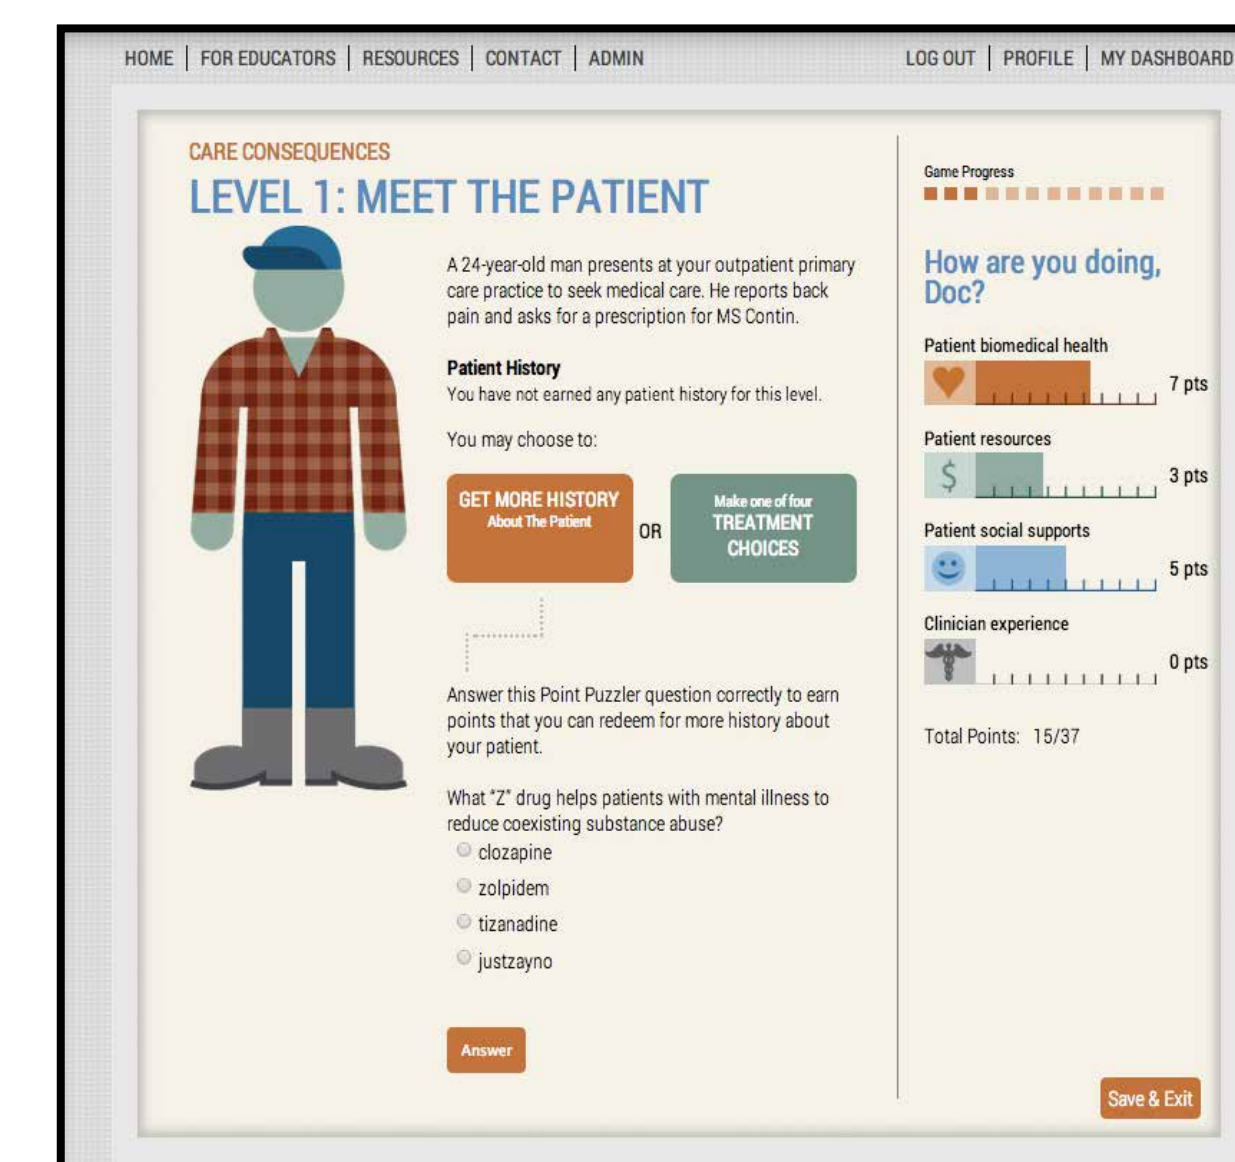 HOME | FOR EDUCATORS | RESOURCES | CONTACT | ADMIN
LOG OUT | PROFILE | MY DASHBOARD
CARE CONSEQUENCES
LEVEL 1: MEET THE PATIENT
A 24-year-old man presents at your outpatient primary
care practice to seek medical care. He reports back
pain and asks for a prescription for MS Contin.
Patient History
You have not earned any patient history for this level.
You may choose to:
GET MORE HISTORY
About The Patient
OR
Make one of four
TREATMENT
CHOICES
Answer this Point Puzzler question correctly to earn
points that you can redeem for more history about
your patient.
What "Z" drug helps patients with mental illness to
reduce coexisting substance abuse?
clozapine
zolpidem
tizanadine
justzayno
Answer
Game Progress
How are you doing,
Doc?
Patient biomedical health
7 pts
Patient resources
$
3 pts
Patient social supports
5 pts
Clinician experience
0 pts
Total Points: 15/37
Save & Exit